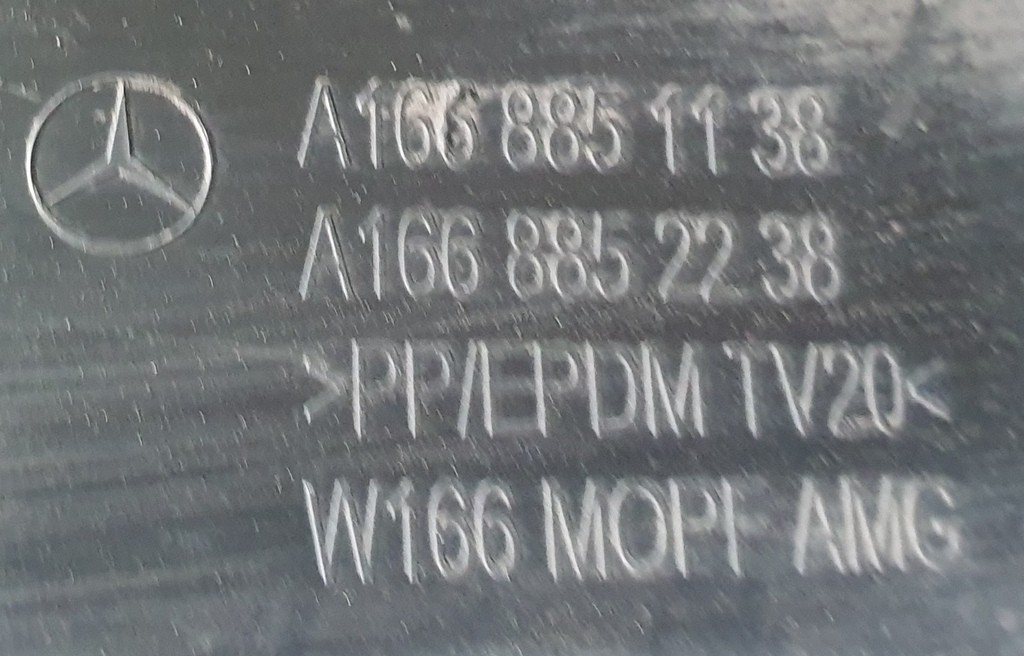 A166 885 11 38
A166 885 22 38
>PP/EPDM TV20<
W166 MOPF AMG